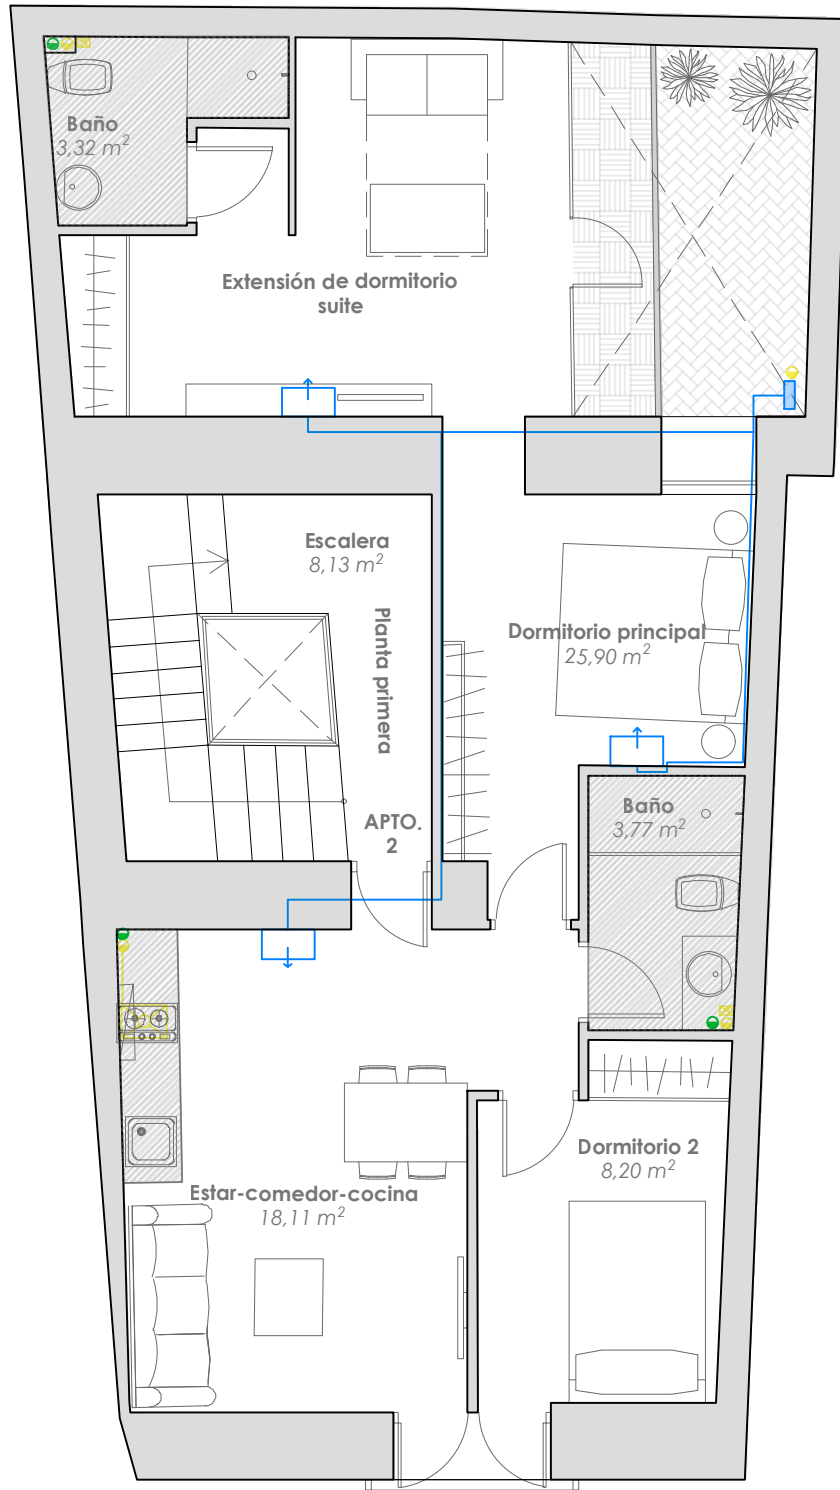 Baño
3,32 m²
Extensión de dormitorio
suite
Escalera
8,13 m²
Planta primera
Dormitorio principal
25,90 m²
APTO.
2
Baño
3,77 m²
Dormitorio 2
8,20 m²
Estar-comedor-cocina
18,11 m²